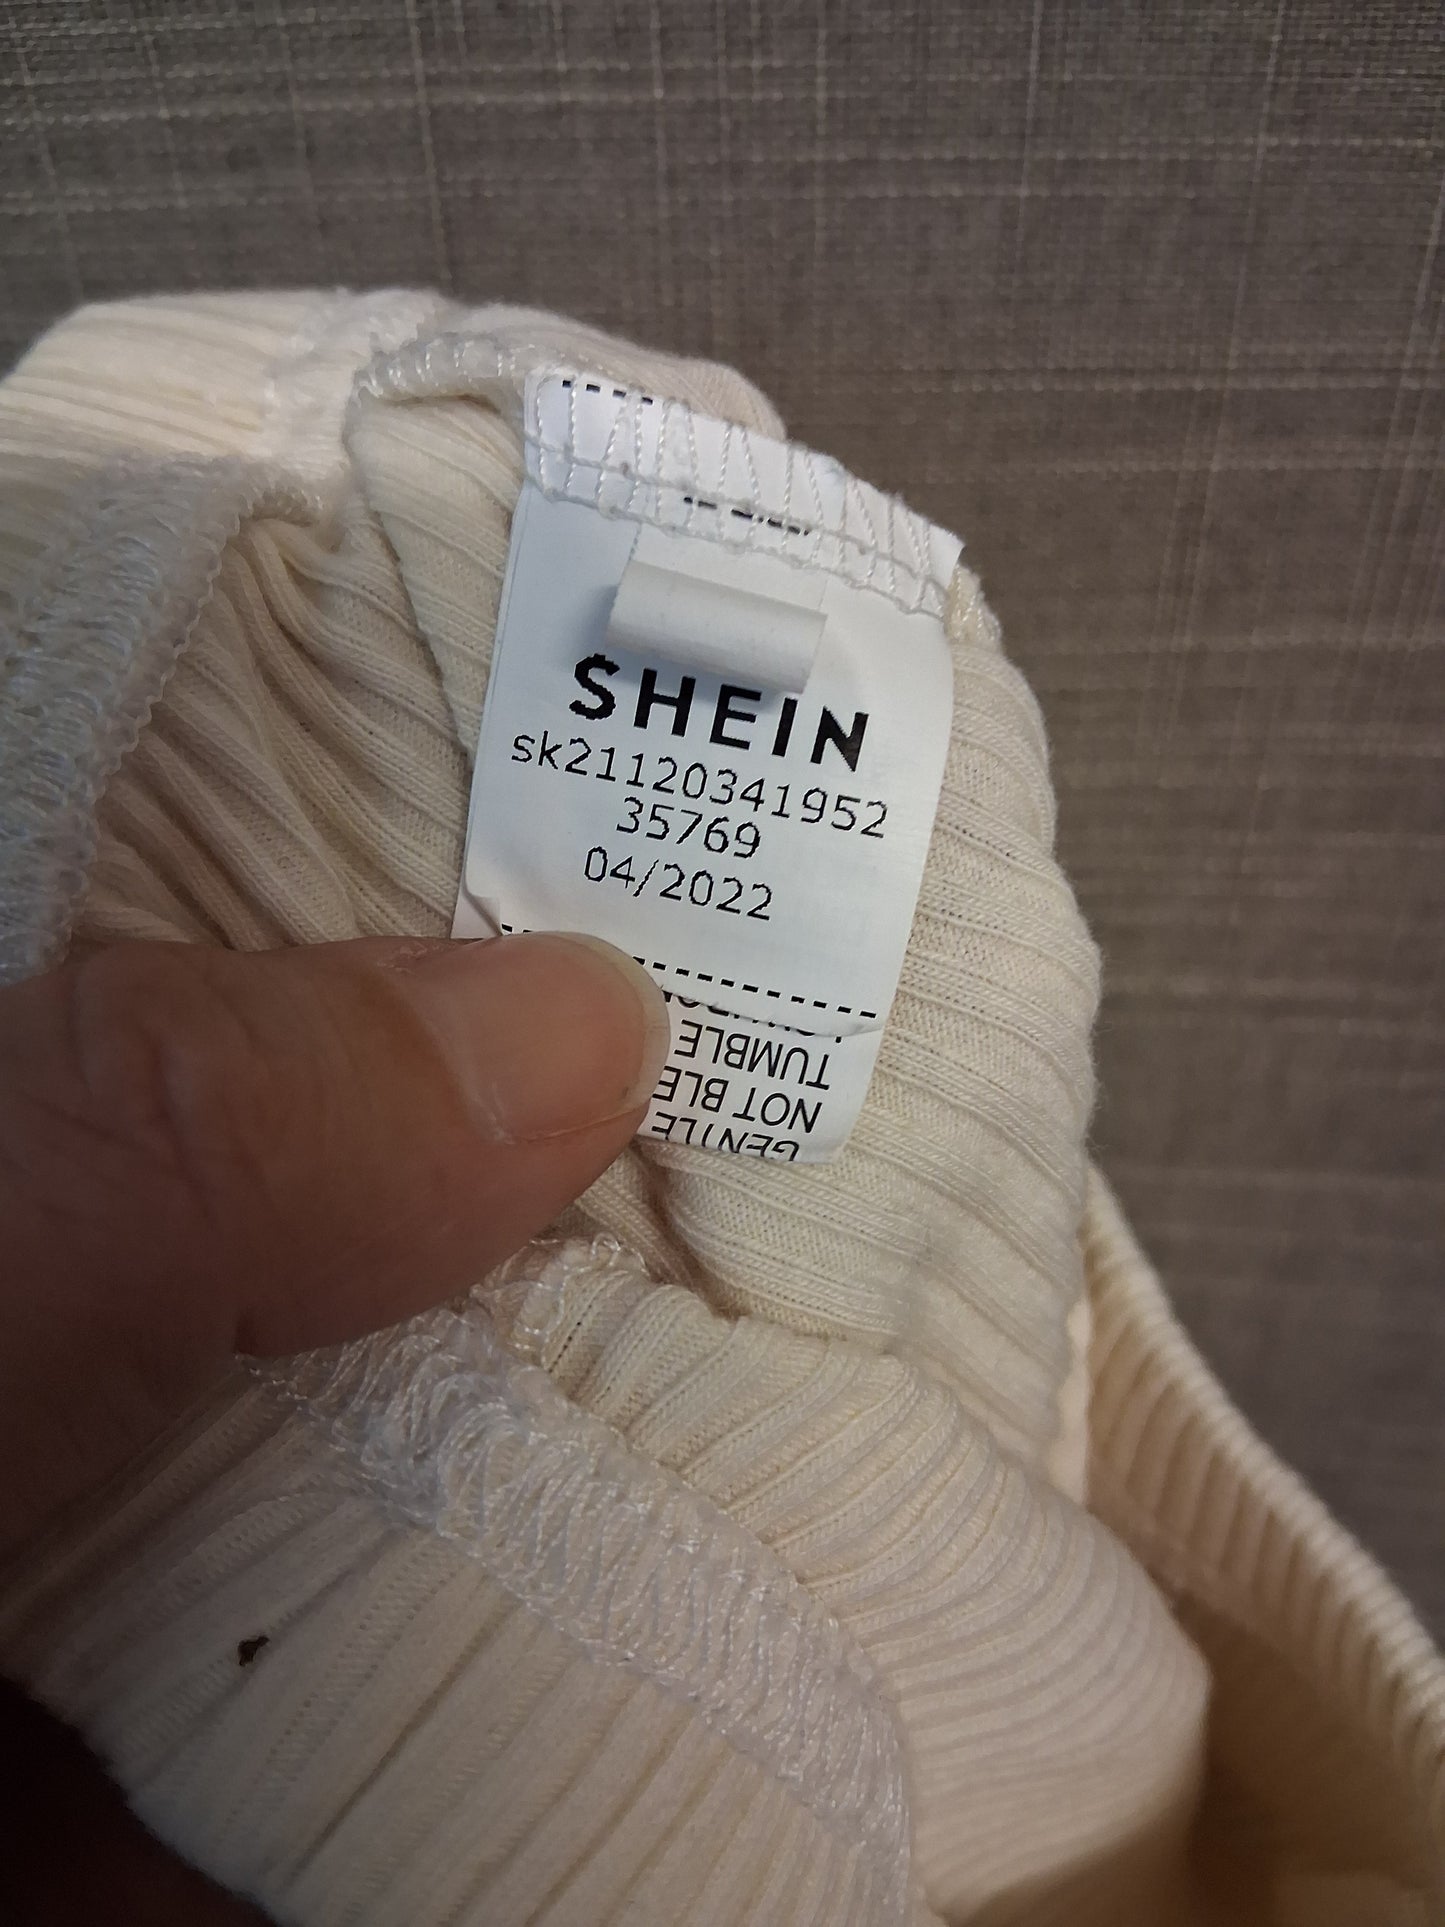 SHEIN
sk21120341952
35769
04/2022
TUMBLE
NOT BLE
GENTLE